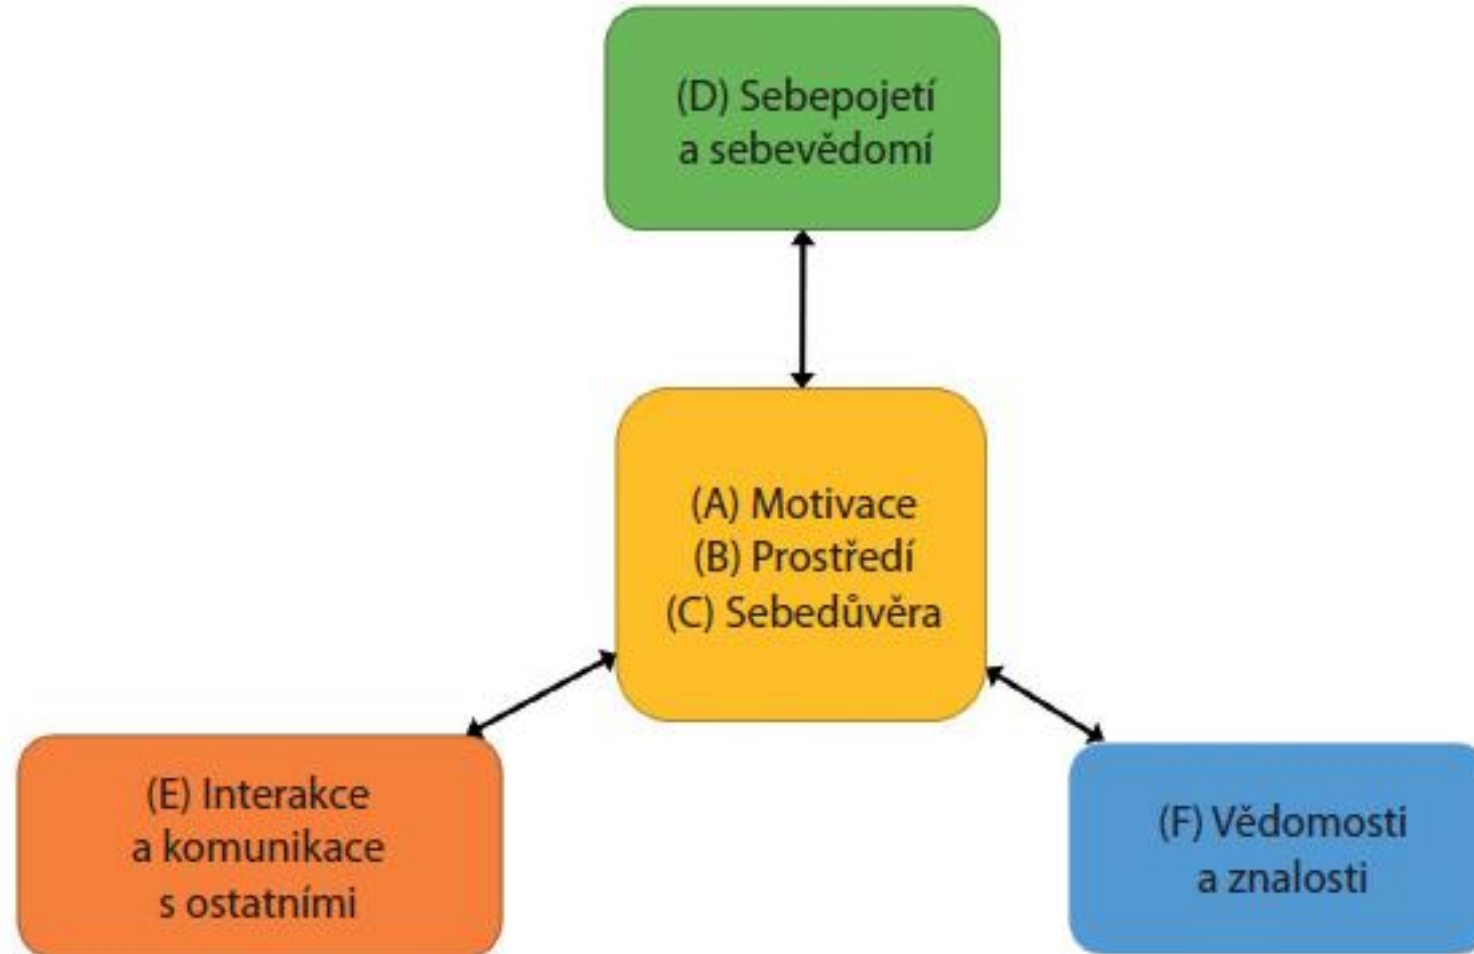 (D) Sebepojetí
a sebevědomí
(A) Motivace
(B) Prostředí
(C) Sebedůvěra
(E) Interakce
a komunikace
s ostatními
(F) Vědomosti
a znalosti